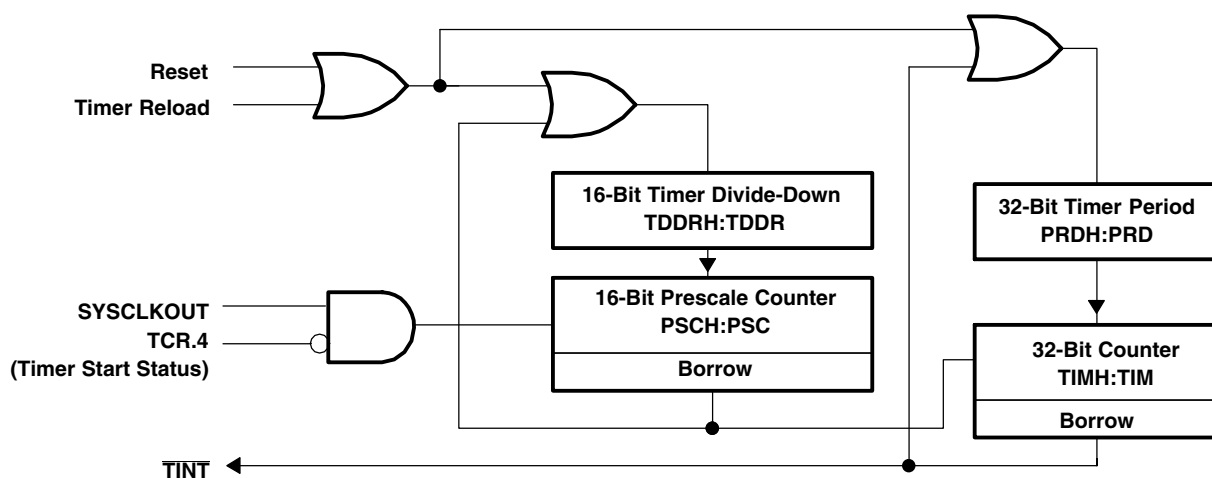 Reset
Timer Reload
16-Bit Timer Divide-Down
TDDRH:TDDR
32-Bit Timer Period
PRDH:PRD
SYSCLKOUT
TCR.4
(Timer Start Status)
16-Bit Prescale Counter
PSCH:PSC
Borrow
32-Bit Counter
TIMH:TIM
Borrow
TINT